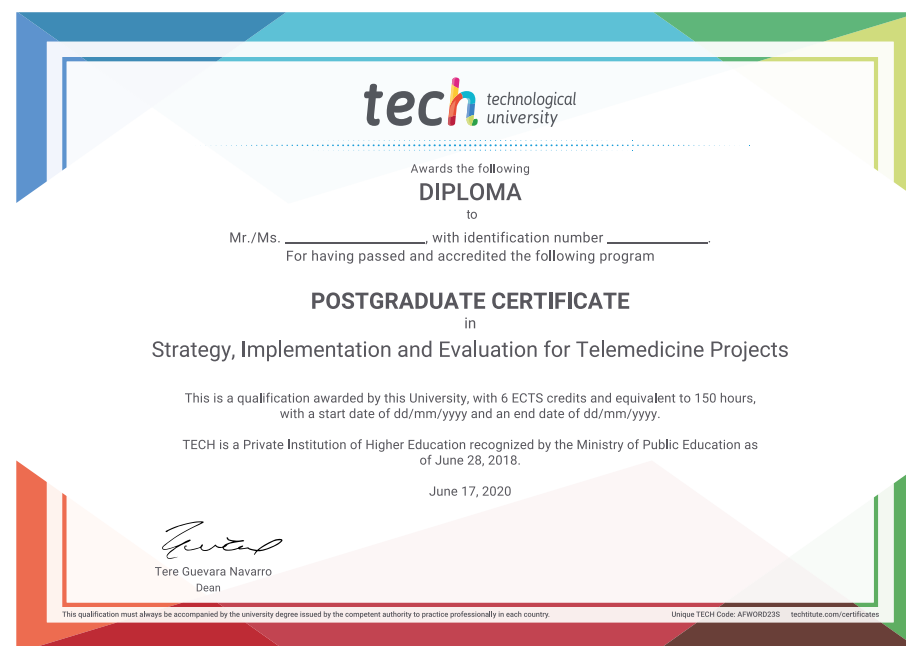 tech technological
university
Awards the following
DIPLOMA
to
Mr./Ms. ____________________, with identification number ______________.
For having passed and accredited the following program
POSTGRADUATE CERTIFICATE
in
Strategy, Implementation and Evaluation for Telemedicine Projects
This is a qualification awarded by this University, with 6 ECTS credits and equivalent to 150 hours,
with a start date of dd/mm/yyyy and an end date of dd/mm/yyyy.
TECH is a Private Institution of Higher Education recognized by the Ministry of Public Education as
of June 28, 2018.
June 17, 2020
Tere Guevara Navarro
Dean
This qualification must always be accompanied by the university degree issued by the competent authority to practice professionally in each country. Unique TECH Code: AFWORD23S techtitute.com/certificates